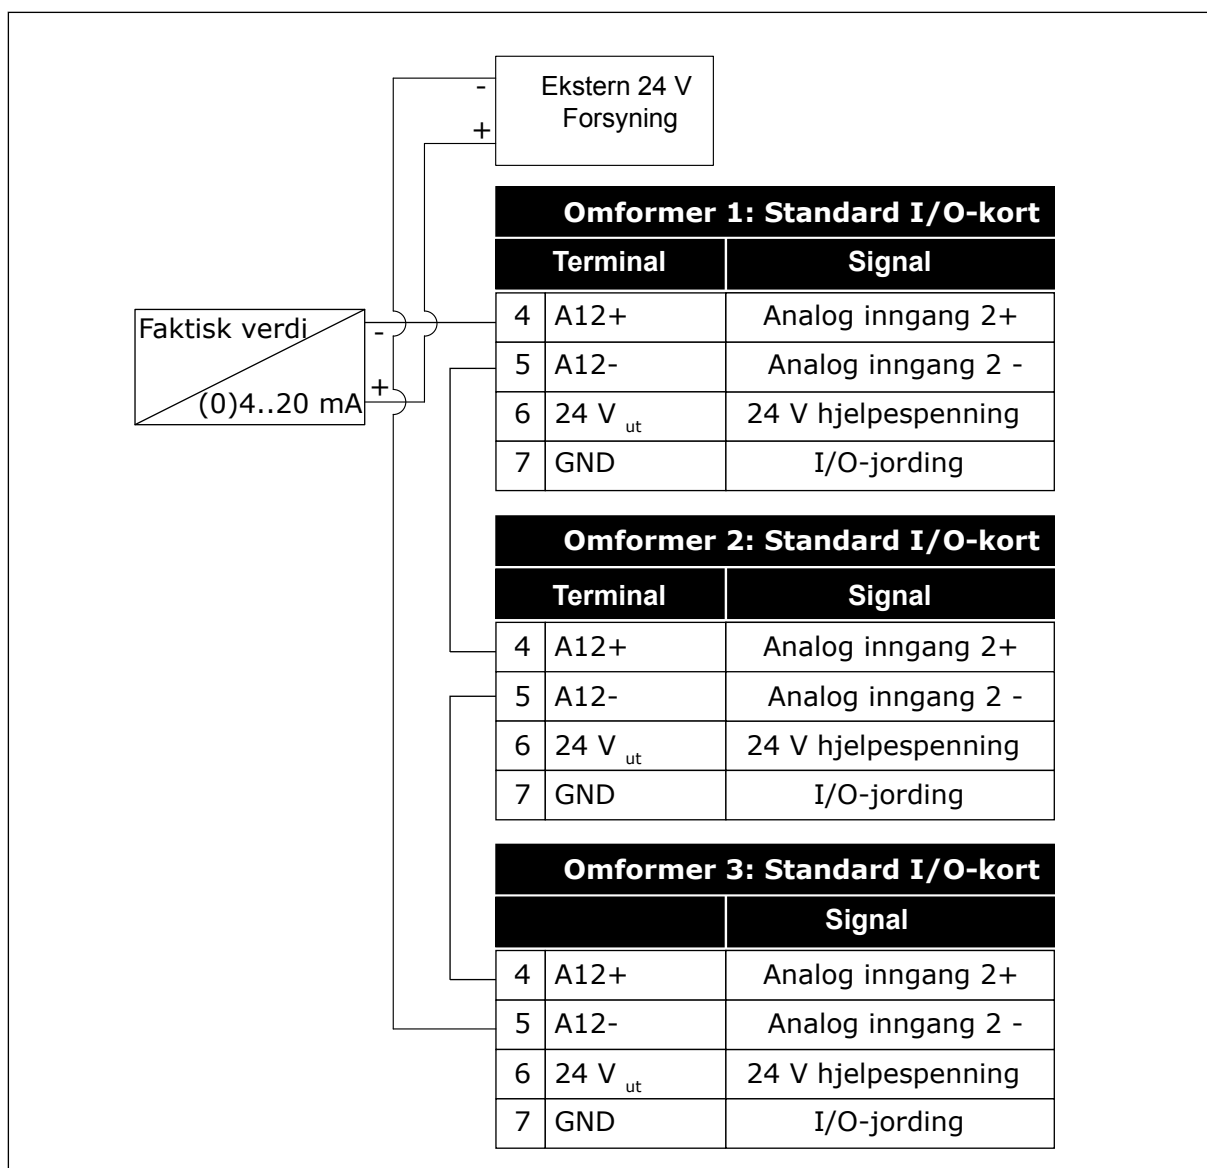 - Ekstern 24 V
+ Forsyning
Omformer 1: Standard I/O-kort
Terminal Signal
Faktisk verdi - 4 A12+ Analog inngang 2+
5 A12- Analog inngang 2 -
(0)4..20 mA + 6 24 V ut 24 V hjelpespenning
7 GND I/O-jording
Omformer 2: Standard I/O-kort
Terminal Signal
4 A12+ Analog inngang 2+
5 A12- Analog inngang 2 -
6 24 V ut 24 V hjelpespenning
7 GND I/O-jording
Omformer 3: Standard I/O-kort
Signal
4 A12+ Analog inngang 2+
5 A12- Analog inngang 2 -
6 24 V ut 24 V hjelpespenning
7 GND I/O-jording